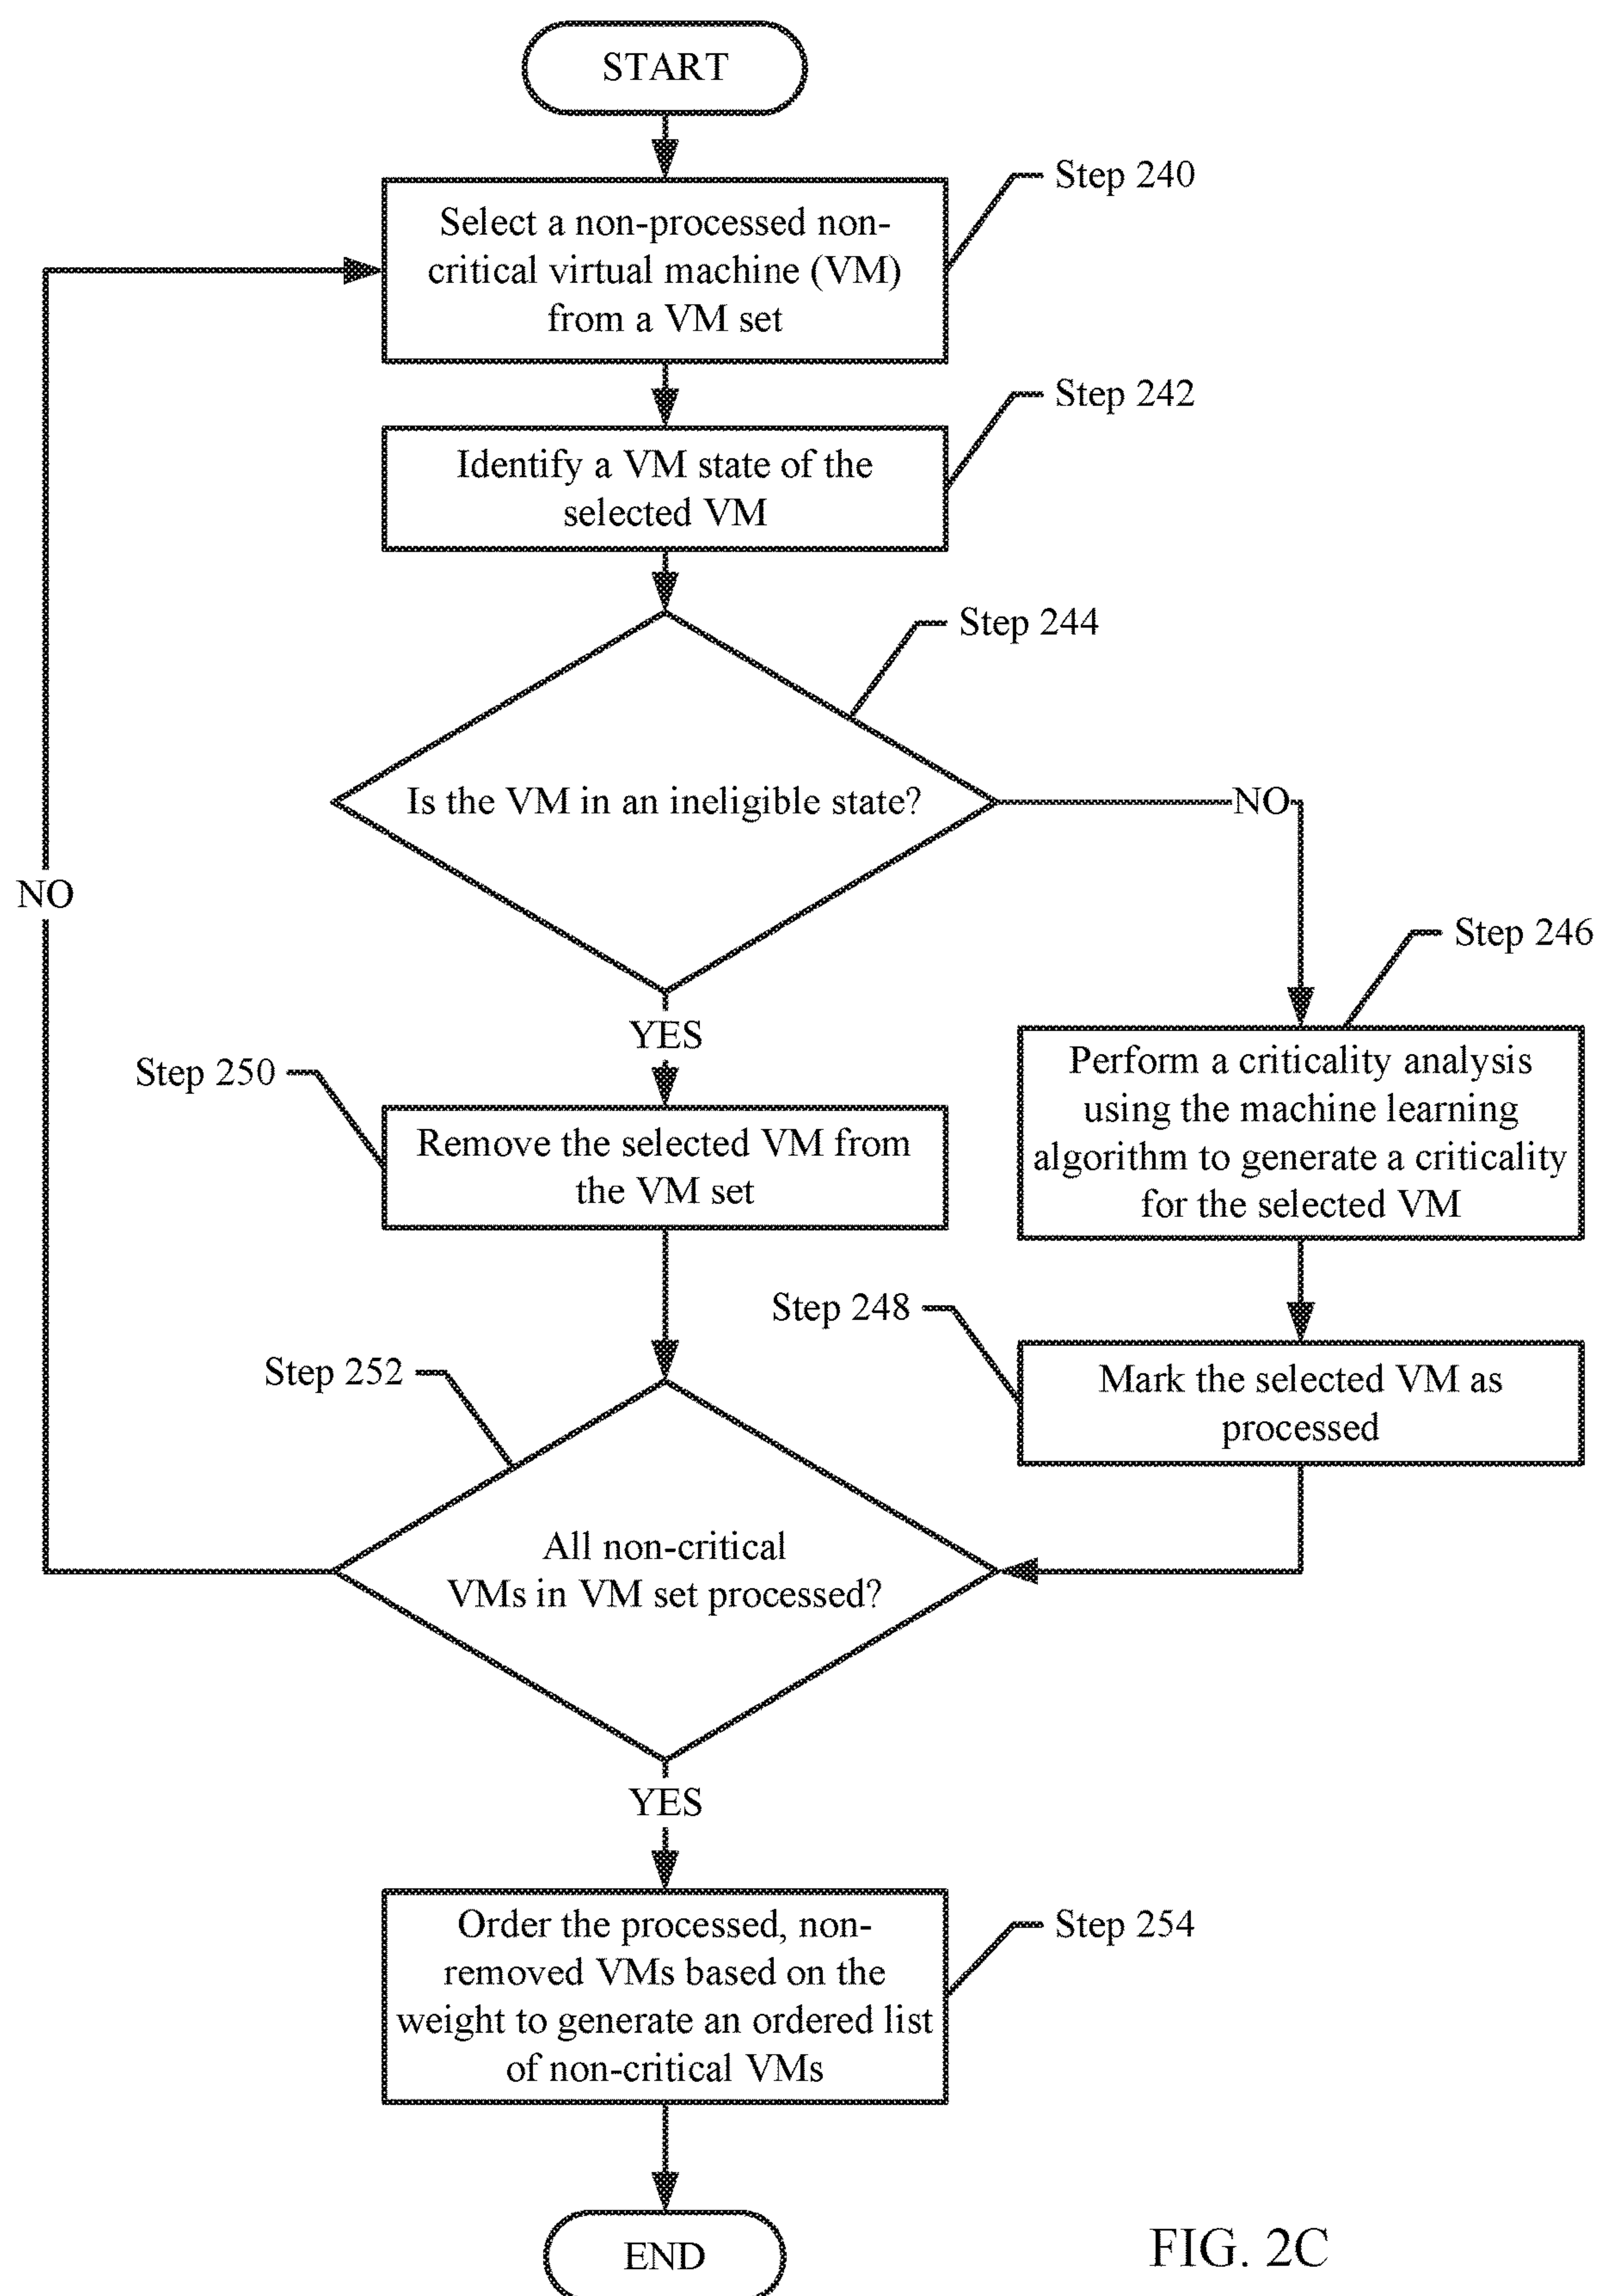 START
Step 240
Select a non-processed non-
critical virtual machine (VM)
from a VM set
Step 242
Identify a VM state of the
selected VM
Step 244
Is the VM in an ineligible state?
NO
NO
Step 246
YES
Step 250
Remove the selected VM from
the VM set
Perform a criticality analysis
using the machine learning
algorithm to generate a criticality
for the selected VM
Step 248
Mark the selected VM as
processed
Step 252
All non-critical
VMs in VM set processed?
YES
Order the processed, non-
removed VMs based on the
weight to generate an ordered list
of non-critical VMs
Step 254
END
FIG. 2C